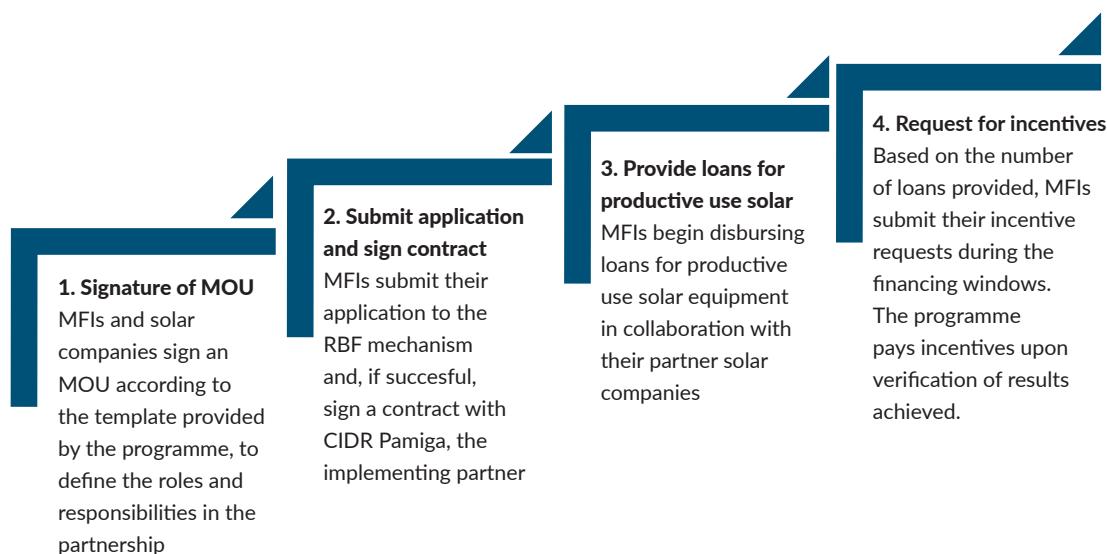 1. Signature of MOU
MFIs and solar
companies sign an
MOU according to
the template provided
by the programme, to
define the roles and
responsibilities in the
partnership
2. Submit application
and sign contract
MFIs submit their
application to the
RBF mechanism
and, if succesful,
sign a contract with
CIDR Pamiga, the
implementing partner
3. Provide loans for
productive use solar
MFIs begin disbursing
loans for productive
use solar equipment
in collaboration with
their partner solar
companies
4. Request for incentives
Based on the number
of loans provided, MFIs
submit their incentive
requests during the
financing windows.
The programme
pays incentives upon
verification of results
achieved.